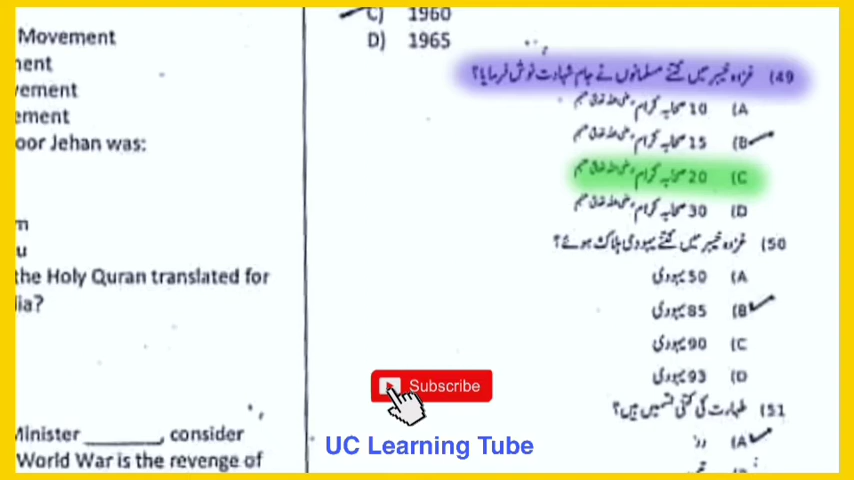 Movement
nent
vement
ement
oor Jehan was:
m
u
the Holy Quran translated for
lia?
Minister ________, consider
World War is the revenge of
C) 1960
D) 1965
49) غزوہ خیبر میں کتنے مسلمانوں نے جام شہادت نوش فرمایا؟
A) 10 صحابہ کرام رضی اللہ تعالیٰ عنہم
B) 15 صحابہ کرام رضی اللہ تعالیٰ عنہم
C) 20 صحابہ کرام رضی اللہ تعالیٰ عنہم
D) 30 صحابہ کرام رضی اللہ تعالیٰ عنہم
50) غزوہ خیبر میں کتنے یہودی ہلاک ہوئے؟
A) 50 یہودی
B) 85 یہودی
C) 90 یہودی
D) 93 یہودی
51) طہارت کی کتنی قسمیں ہیں؟
A) دو
Subscribe
UC Learning Tube